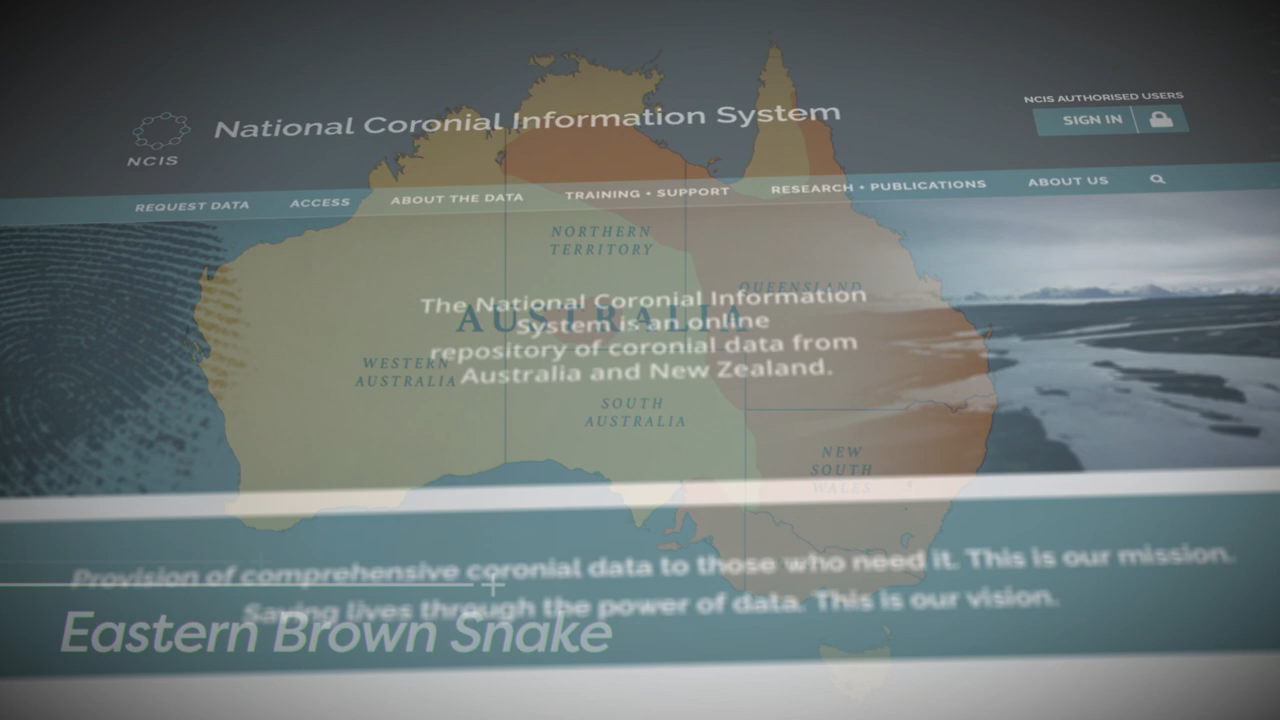 National Coronial Information System
NCIS
NCIS AUTHORISED USERS
SIGN IN
REQUEST DATA
ACCESS
ABOUT THE DATA
TRAINING • SUPPORT
RESEARCH • PUBLICATIONS
ABOUT US
NORTHERN
TERRITORY
QUEENSLAND
The National Coronial Information
System is an online
repository of coronial data from
Australia and New Zealand.
AUSTRALIA
WESTERN
AUSTRALIA
SOUTH
AUSTRALIA
NEW
SOUTH
WALES
Provision of comprehensive coronial data to those who need it. This is our mission.
Saving lives through the power of data. This is our vision.
Eastern Brown Snake